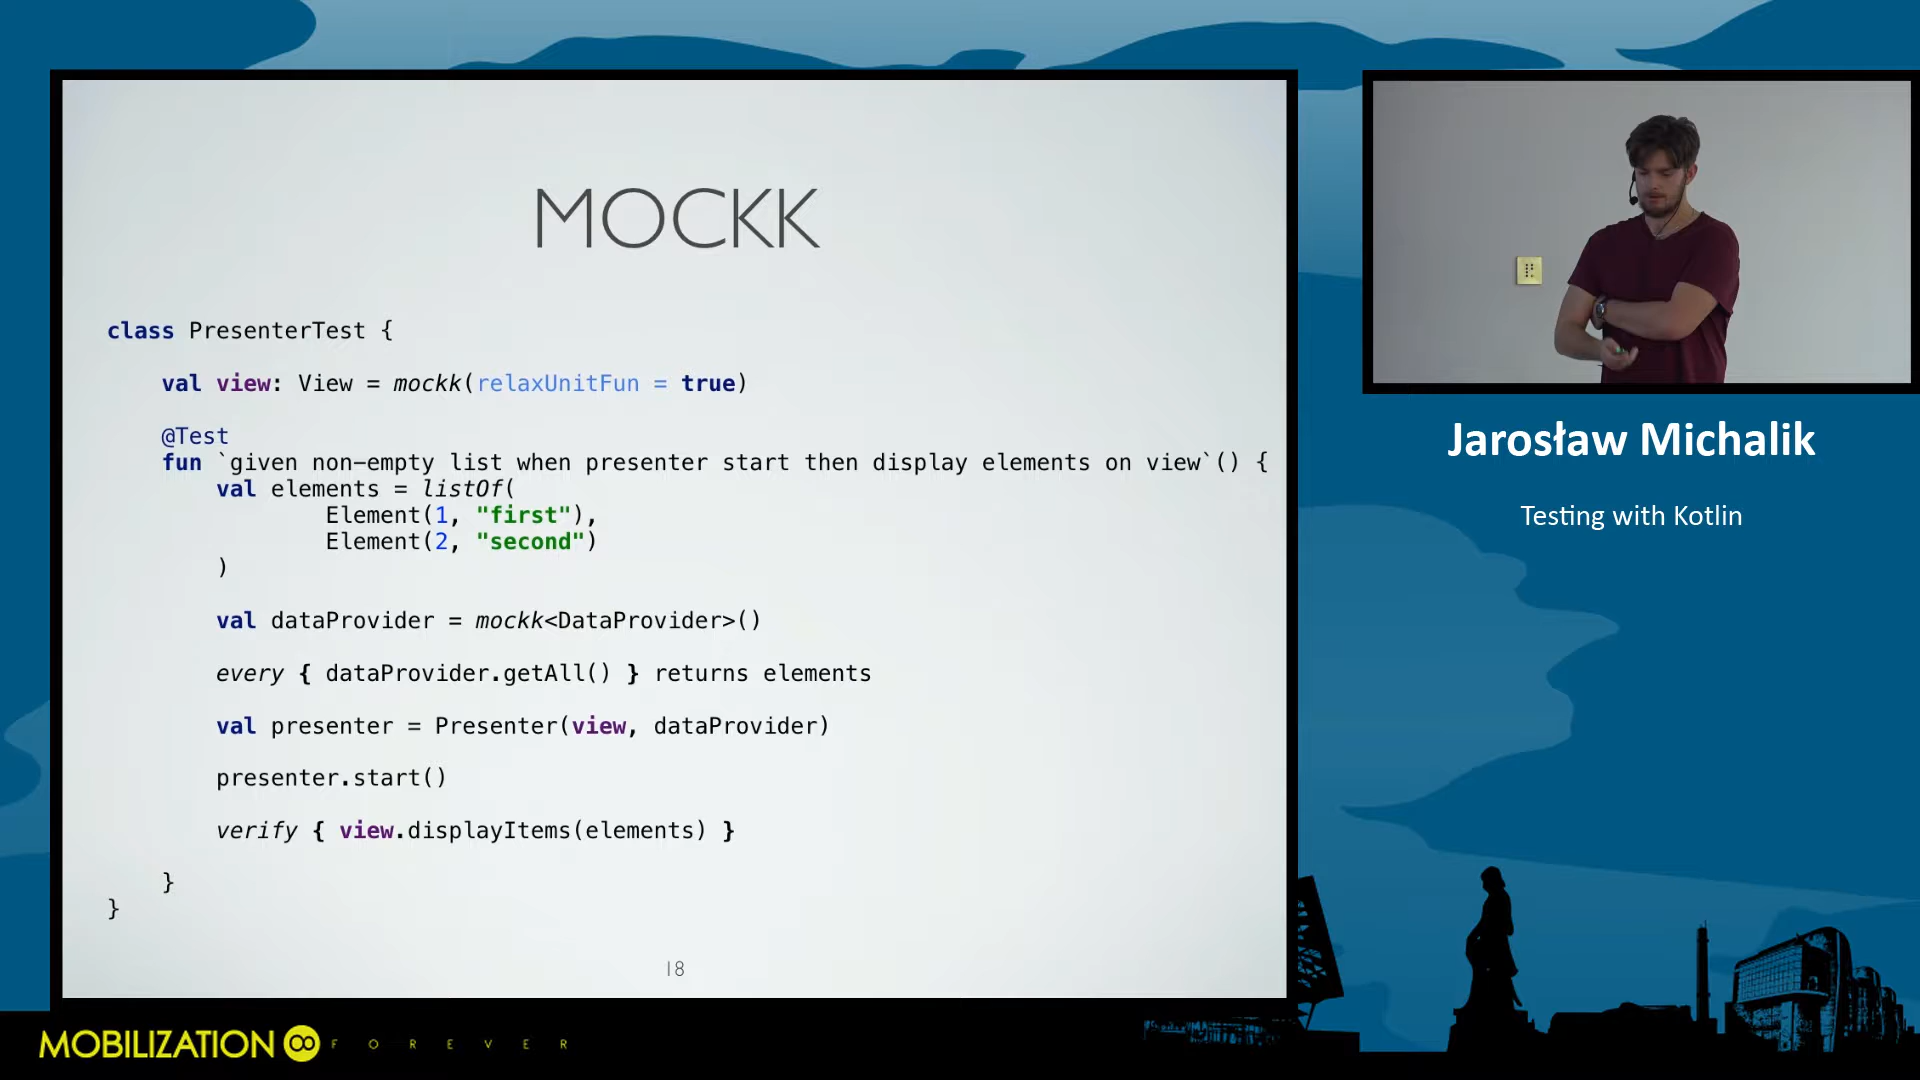 MOCKK
class PresenterTest {
val view: View = mockk(relaxUnitFun = true)
@Test
fun `given non-empty list when presenter start then display elements on view`() {
val elements = listOf(
Element(1, "first"),
Element(2, "second")
)
val dataProvider = mockk<DataProvider>()
every { dataProvider.getAll() } returns elements
val presenter = Presenter(view, dataProvider)
presenter.start()
verify { view.displayItems(elements) }
}
}
18
Jarosław Michalik
Testing with Kotlin
MOBILIZATION FOREVER